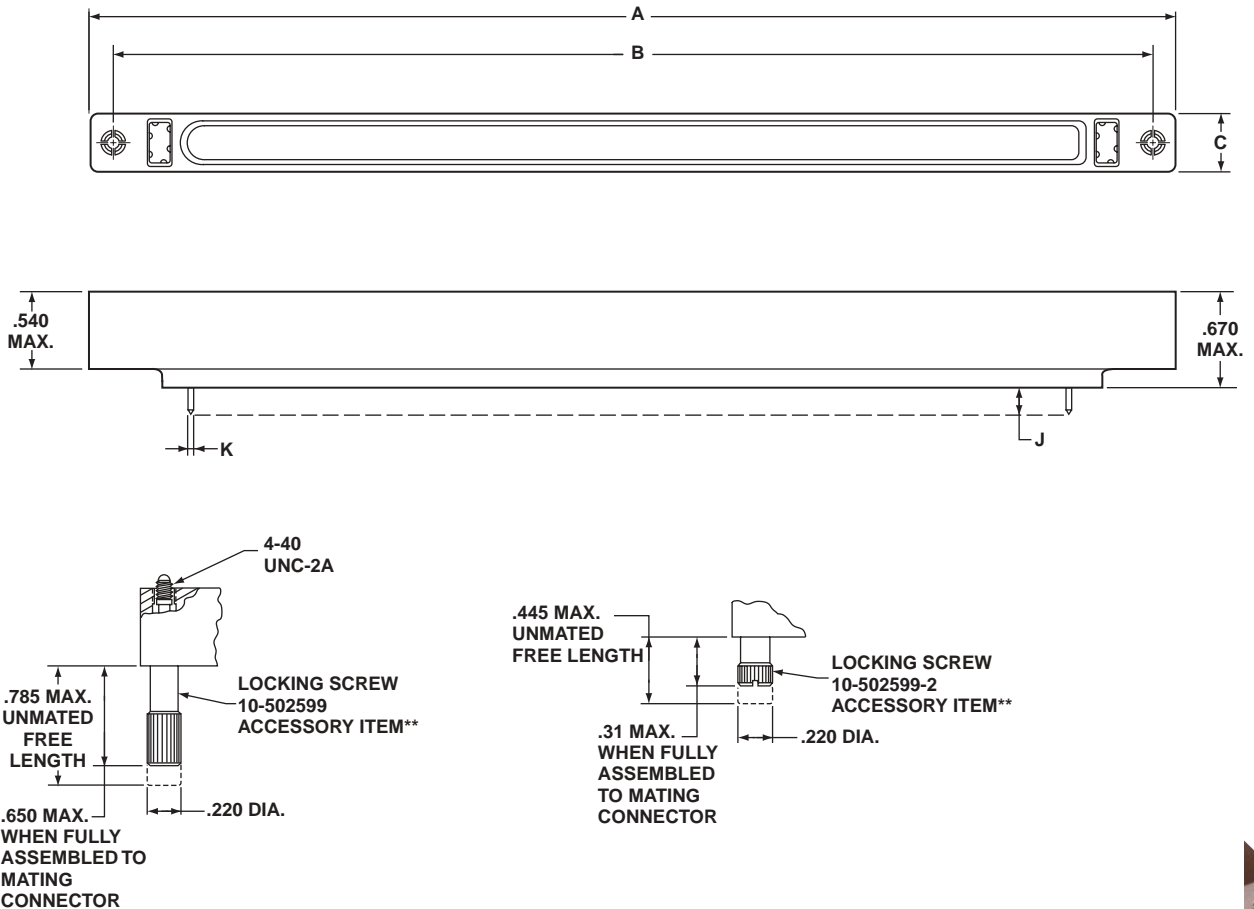 A
B
C
.540
MAX.
.670
MAX.
K
J
4-40
UNC-2A
.785 MAX.
UNMATED
FREE
LENGTH
LOCKING SCREW
10-502599
ACCESSORY ITEM**
.220 DIA.
.650 MAX.
WHEN FULLY
ASSEMBLED TO
MATING
CONNECTOR
.445 MAX.
UNMATED
FREE LENGTH
LOCKING SCREW
10-502599-2
ACCESSORY ITEM**
.31 MAX.
WHEN FULLY
ASSEMBLED
TO MATING
CONNECTOR
.220 DIA.